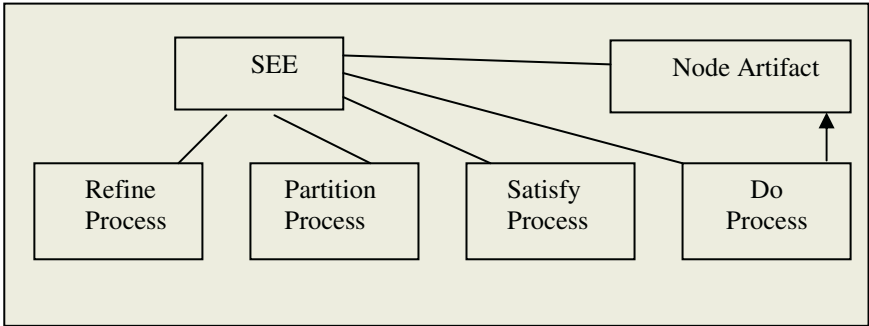 SEE
Node Artifact
Refine
Process
Partition
Process
Satisfy
Process
Do
Process